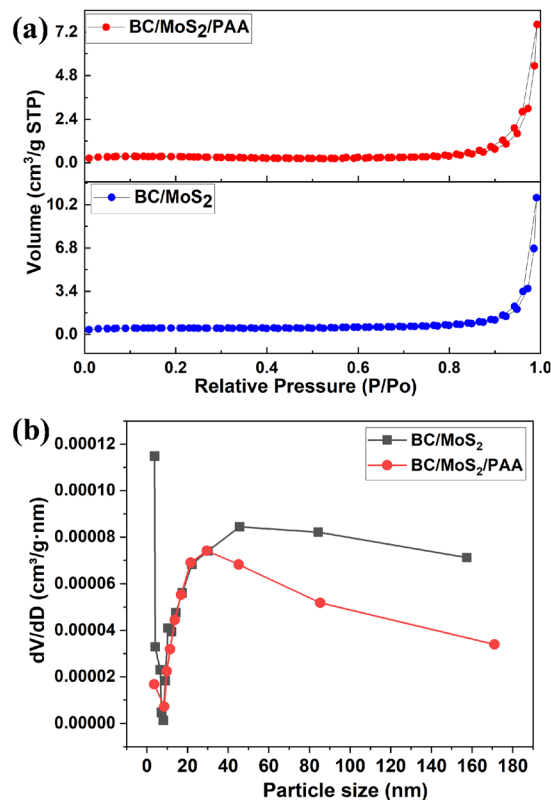 (a)
BC/MoS2/PAA
7.2
4.8
2.4
0.0
BC/MoS2
10.2
6.8
3.4
0.0
Volume (cm³/g STP)
0.0 0.2 0.4 0.6 0.8 1.0
Relative Pressure (P/Po)
(b)
BC/MoS₂
BC/MoS₂/PAA
0.00012
0.00010
0.00008
0.00006
0.00004
0.00002
0.00000
dV/dD (cm³/g·nm)
0 20 40 60 80 100 120 140 160 180
Particle size (nm)